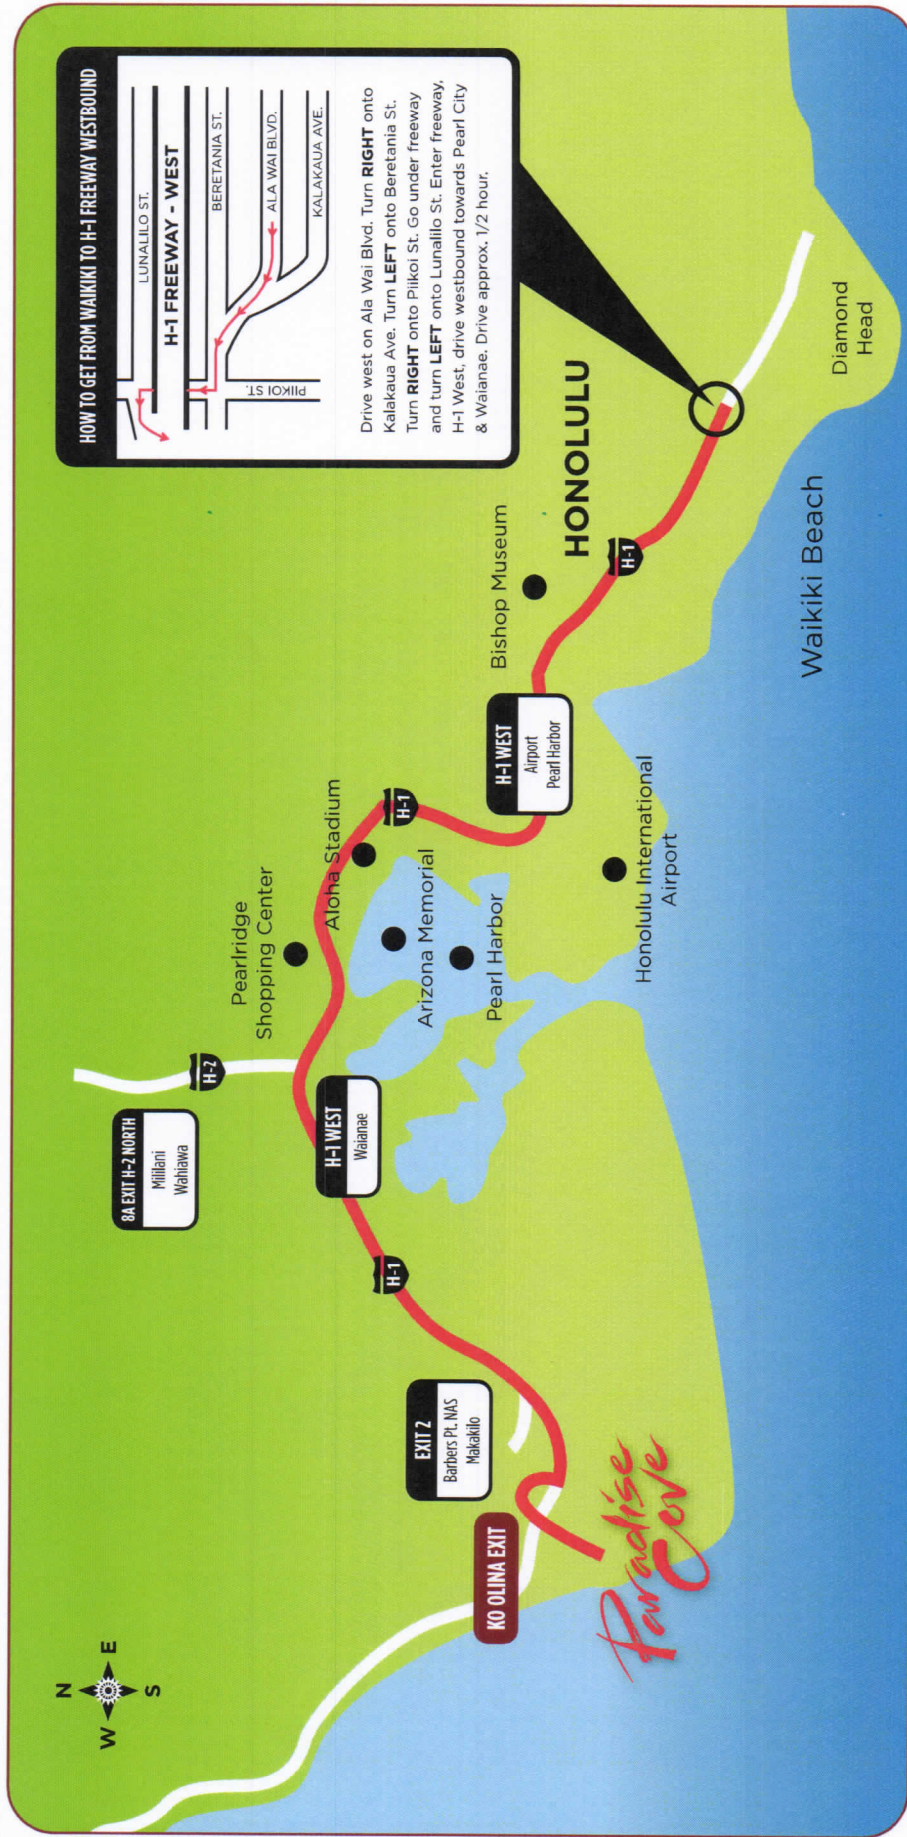 HOW TO GET FROM WAIKIKI TO H-1 FREEWAY WESTBOUND
LUNALILO ST.
H-1 FREEWAY - WEST
BERETANIA ST.
ALA WAI BLVD.
KALAKAUA AVE.
PIIKOI ST.
Drive west on Ala Wai Blvd. Turn RIGHT onto
Kalakaua Ave. Turn LEFT onto Beretania St.
Turn RIGHT onto Piikoi St. Go under freeway
and turn LEFT onto Lunalilo St. Enter freeway,
H-1 West, drive westbound towards Pearl City
& Waianae. Drive approx. 1/2 hour.
N
W
E
S
8A EXIT H-2 NORTH
Mililani
Wahiawa
H-2
Pearlridge
Shopping Center
Aloha Stadium
H-1
H-1 WEST
Waianae
Arizona Memorial
Pearl Harbor
H-1
EXIT 2
Barbers Pt. NAS
Makakilo
KO OLINA EXIT
Paradise
Cove
H-1 WEST
Airport
Pearl Harbor
Bishop Museum
HONOLULU
H-1
Honolulu International
Airport
Waikiki Beach
Diamond
Head